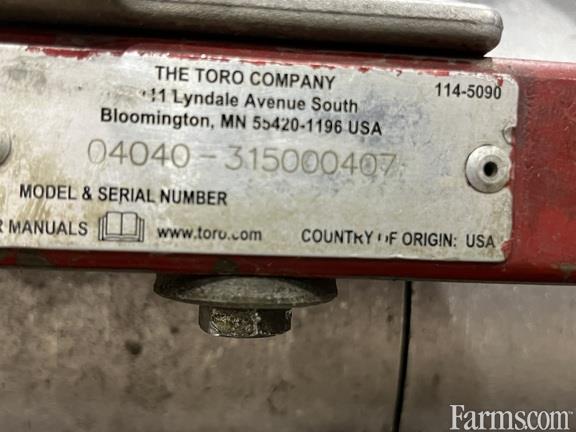 THE TORO COMPANY
114-5090
11 Lyndale Avenue South
Bloomington, MN 55420-1196 USA
04040-315000407
MODEL & SERIAL NUMBER
MANUALS www.toro.com COUNTRY OF ORIGIN: USA
Farms.com